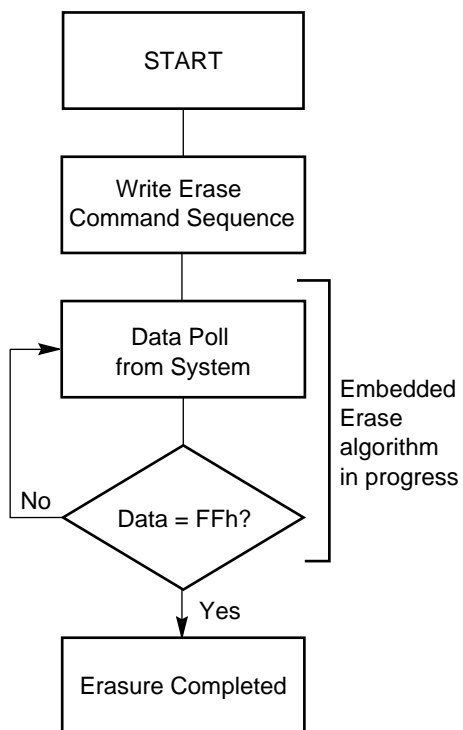 START
Write Erase
Command Sequence
Data Poll
from System
Embedded
Erase
algorithm
in progress
No
Data = FFh?
Yes
Erasure Completed